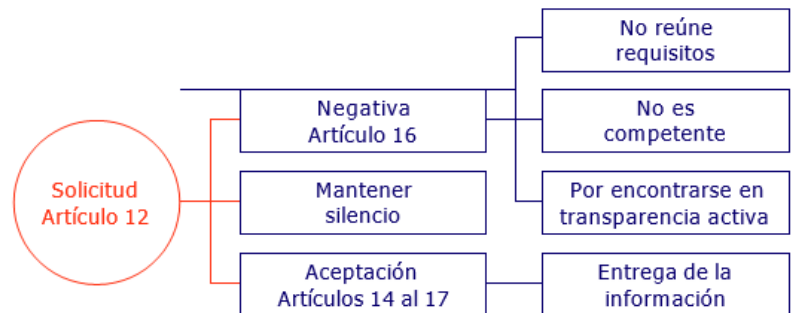 Solicitud
Artículo 12
Negativa
Artículo 16
No reúne
requisitos
No es
competente
Por encontrarse en
transparencia activa
Mantener
silencio
Aceptación
Artículos 14 al 17
Entrega de la
información